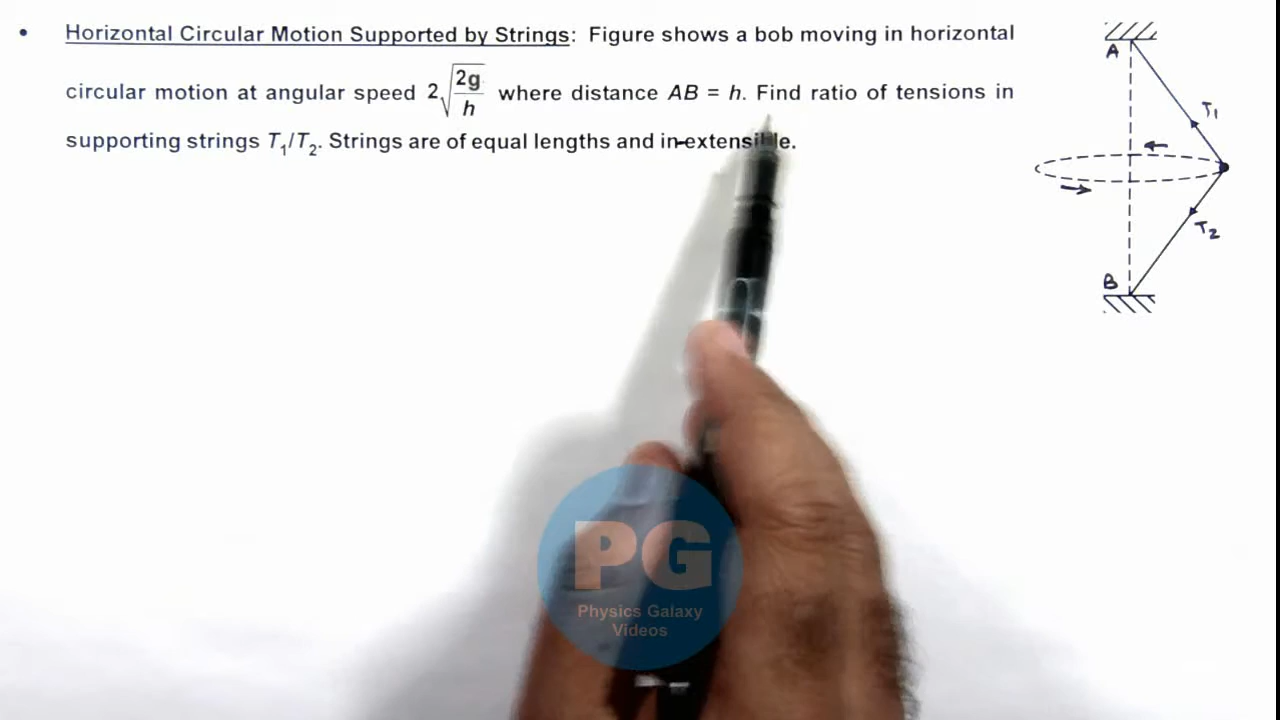 • Horizontal Circular Motion Supported by Strings: Figure shows a bob moving in horizontal
circular motion at angular speed 2√(2g/h) where distance AB = h. Find ratio of tensions in
supporting strings T₁/T₂. Strings are of equal lengths and in-extensible.
A
T₁
T₂
B
PG
Physics Galaxy
Videos